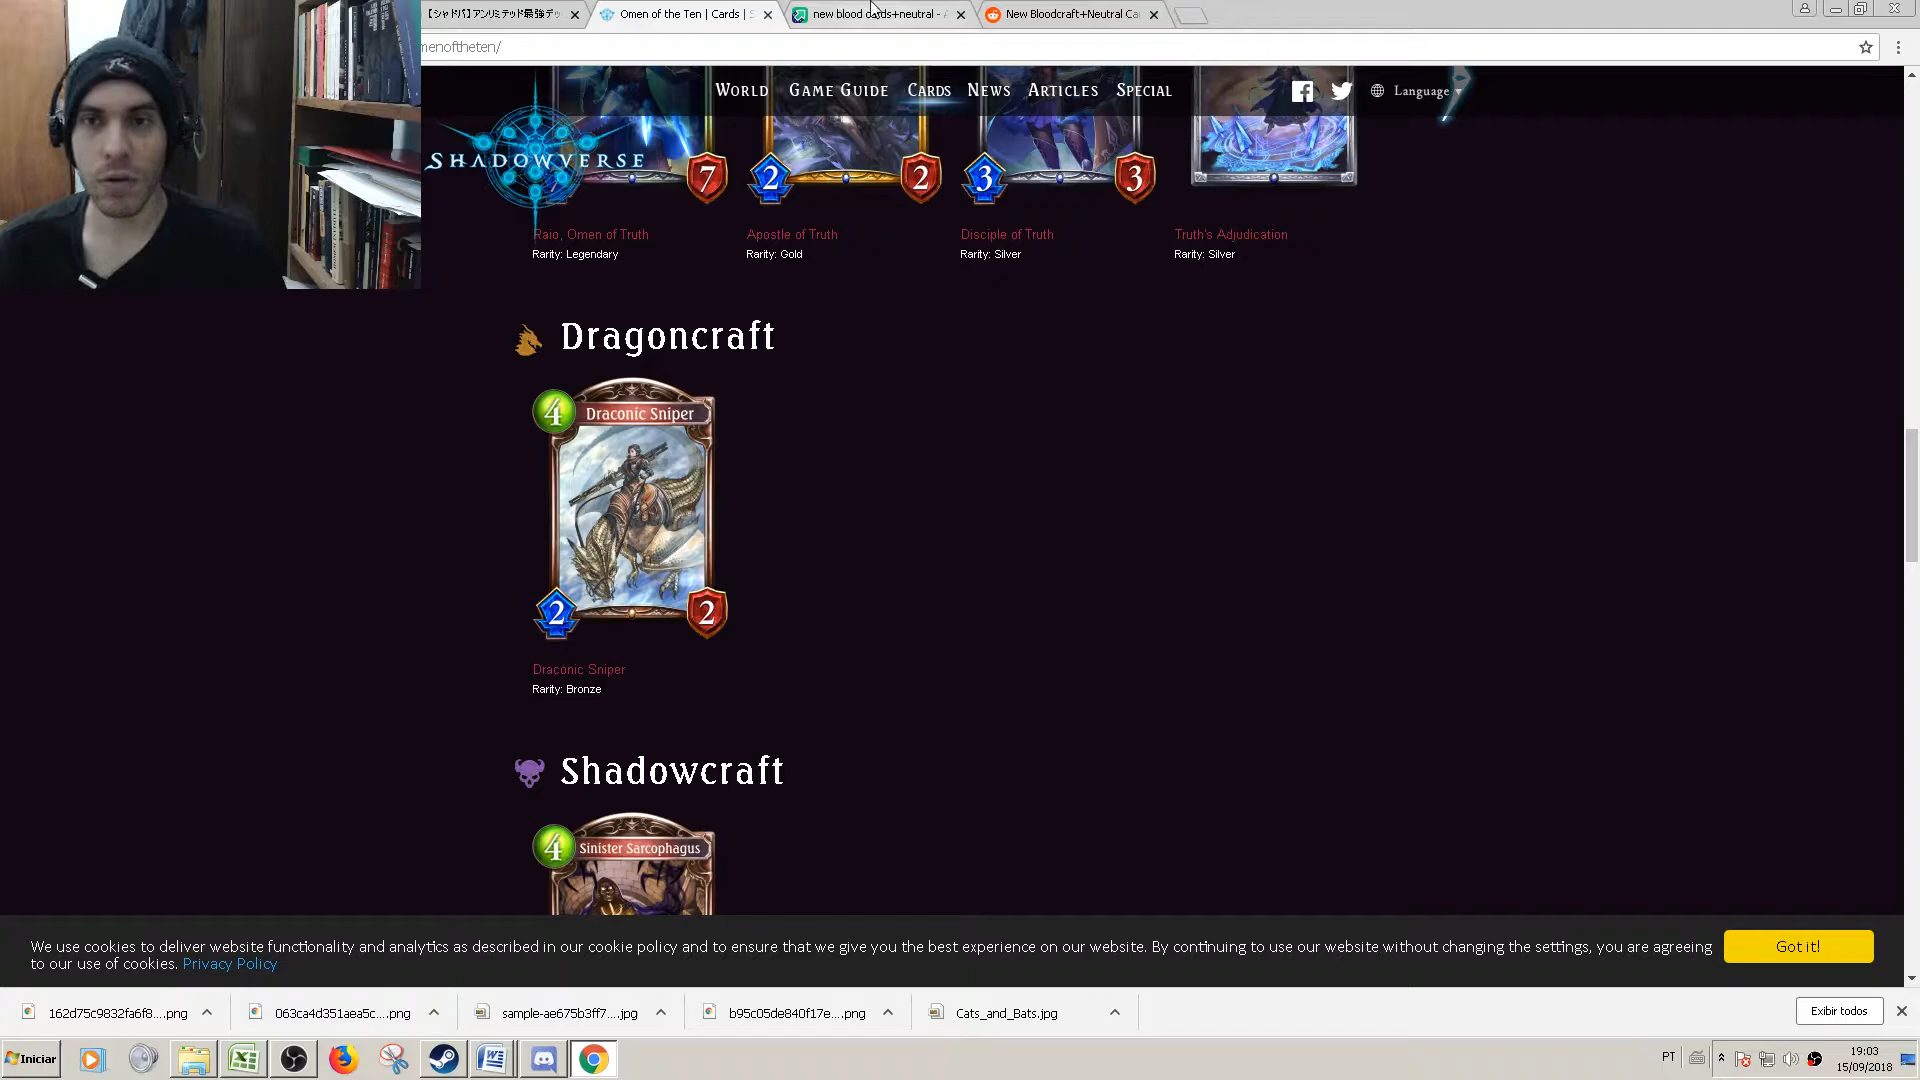 【シャドバ】アンリミテッド最強デッ
Omen of the Ten | Cards | S
new blood cards+neutral - A
New Bloodcraft+Neutral Ca
menoftheten/
SHADOWVERSE
WORLD GAME GUIDE CARDS NEWS ARTICLES SPECIAL Language
7 2 2 3 3
Raio, Omen of Truth
Rarity: Legendary
Apostle of Truth
Rarity: Gold
Disciple of Truth
Rarity: Silver
Truth's Adjudication
Rarity: Silver
Dragoncraft
4 Draconic Sniper
2 2
Draconic Sniper
Rarity: Bronze
Shadowcraft
4 Sinister Sarcophagus
We use cookies to deliver website functionality and analytics as described in our cookie policy and to ensure that we give you the best experience on our website. By continuing to use our website without changing the settings, you are agreeing
to our use of cookies. Privacy Policy
Got it!
162d75c9832fa6f8....png
063ca4d351aea5c....png
sample-ae675b3ff7....jpg
b95c05de840f17e....png
Cats_and_Bats.jpg
Exibir todos
Iniciar
PT
19:03
15/09/2018